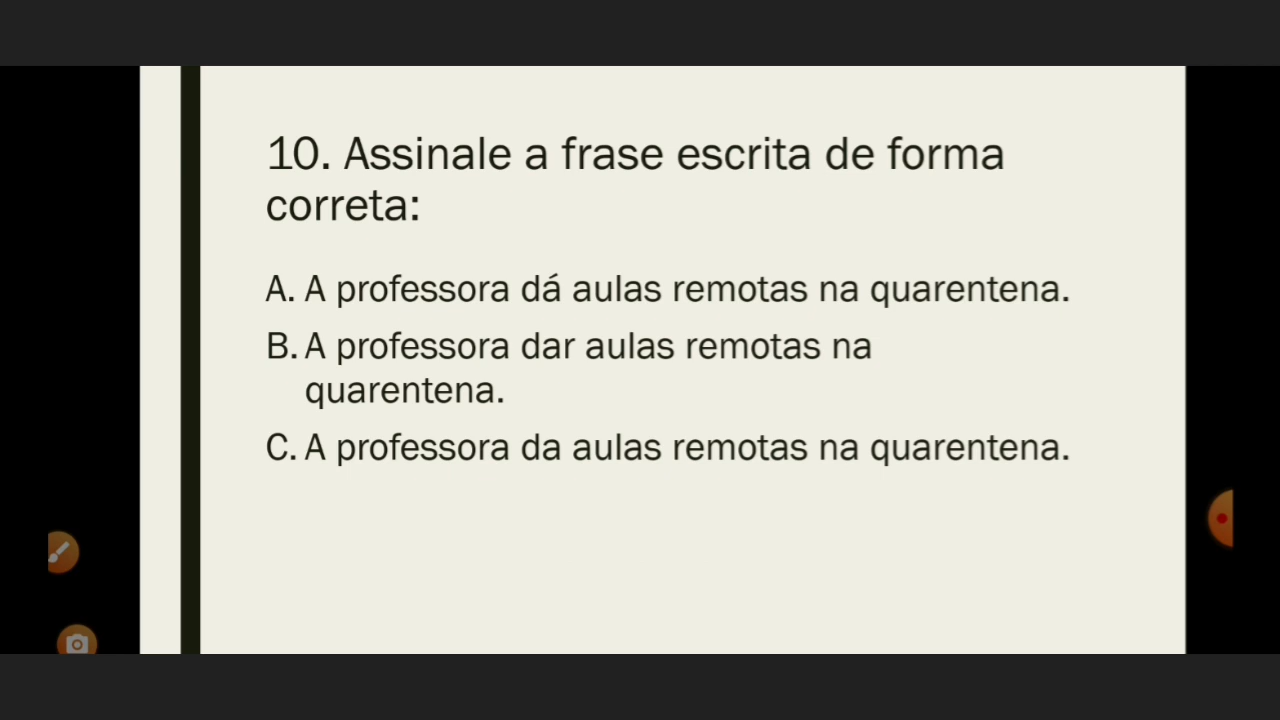 10. Assinale a frase escrita de forma
correta:
A. A professora dá aulas remotas na quarentena.
B. A professora dar aulas remotas na
quarentena.
C. A professora da aulas remotas na quarentena.